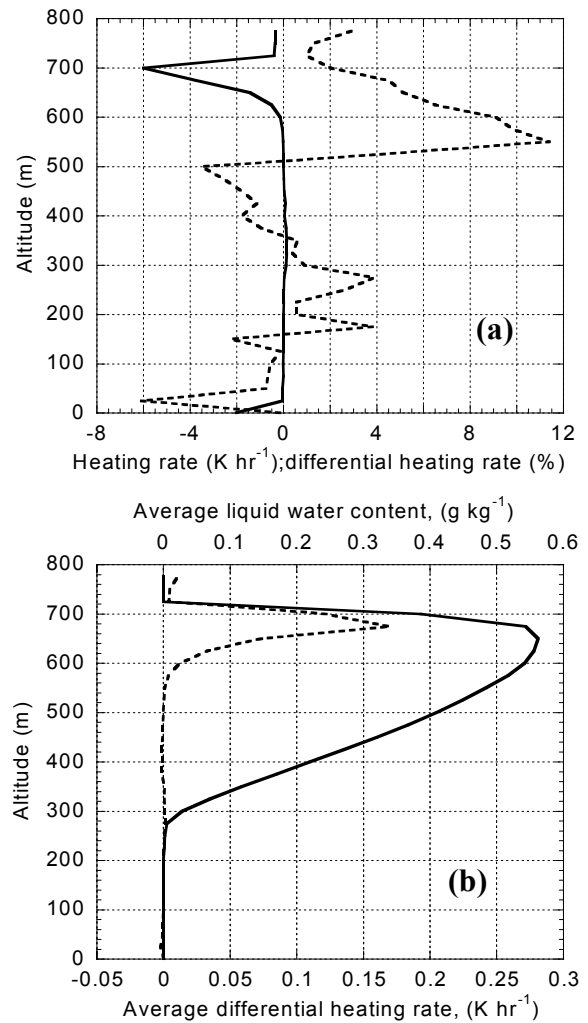 800
700
600
500
400
300
200
100
0
Altitude (m)
(a)
-8 -4 0 4 8 12
Heating rate (K hr⁻¹);differential heating rate (%)
Average liquid water content, (g kg⁻¹)
0 0.1 0.2 0.3 0.4 0.5 0.6
800
700
600
500
400
300
200
100
0
Altitude (m)
(b)
-0.05 0 0.05 0.1 0.15 0.2 0.25 0.3
Average differential heating rate, (K hr⁻¹)